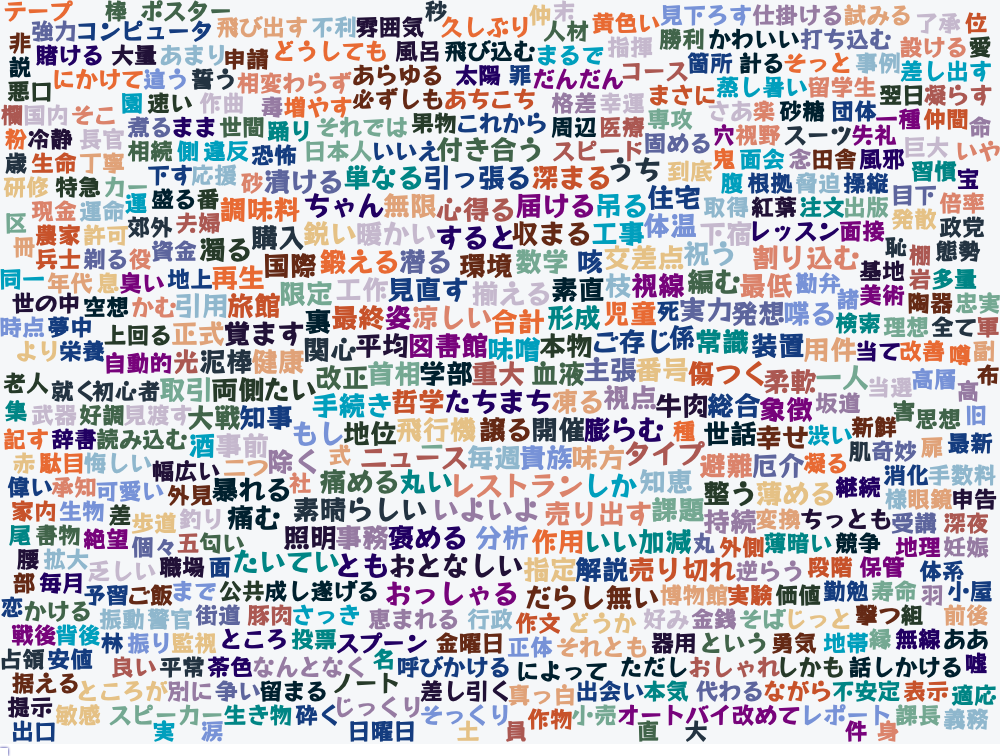 テープ 棒 ポスター 秒 仲 末
強力 コンピュータ 飛び出す 不利 雰囲気 久しぶり 人材 黄色い 見下ろす 仕掛ける 試みる 了承 位
非 賭ける 大量 あまり 申請 どうしても 風呂 飛び込む まるで 指揮 勝利 かわいい 打ち込む 設ける 愛
説 にかけて 違う 誓う 相変わらず あらゆる 太陽 罪 だんだん コース 箇所 計る そっと 事例 差し出す
悪口 園 速い 作曲 毒 増やす 必ずしも あちこち 格差 幸運 まさに 蒸し暑い 留学生 翌日 凝らす
欄 国内 そこ 煮る まま 世間 踊り それでは 果物 これから 周辺 医療 専攻 さあ 楽 砂糖 団体 一種 仲間 命
粉 冷静 長官 相続 側 違反 恐怖 日本人 いいえ 付き合う スピード 固める 穴 視野 スーツ 失礼 巨大 いや
歳 生命 丁寧 下す 応援 砂 漬ける 単なる 引っ張る 深まる うち 到底 鬼 面会 念 田舎 風邪 習慣 宝
研修 特急 カー 運 盛る 番 調味料 ちゃん 無限 心得る 届ける 吊る 住宅 腹 根拠 脅迫 操縦 目下 倍率
区 現金 運命 郊外 夫婦 取得 紅葉 注文 出版 発散 政党
冊 農家 許可 濁る 購入 鋭い 暖かい すると 収まる 工事 体温 下宿 レッスン 面接 恥 棚 態勢
兵士 剃る 役 資金 国際 鍛える 潜る 環境 数学 咳 交差点 祝う 割り込む 基地 岩 多量
同一 年代 息 臭い 地上 再生 限定 工作 見直す 揃える 素直 枝 視線 編む 最低 勘弁 諸 美術 陶器 忠実
世の中 空想 かむ 引用 旅館 裏 最終 姿 涼しい 合計 形成 児童 死 実力 発想 喋る 検索 理想 全て 軍
時点 夢中 上回る 正式 覚ます 関心 平均 図書館 味噌 本物 ご存じ 係 常識 装置 用件 当て 改善 噂 副
より 栄養 自動的 光 泥棒 健康 改正 首相 学部 重大 血液 主張 番号 傷つく 柔軟 一人 当選 高層 高 布
老人 就く 初心者 取引 両側 たい 手続き 哲学 たちまち 凍る 視点 牛肉 総合 象徴 坂道 害 思想 旧
集 武器 好調 見渡す 大戦 知事 もし 地位 飛行機 譲る 開催 膨らむ 種 世話 幸せ 渋い 新鮮
記す 辞書 読み込む 酒 事前 二つ 除く 式 ニュース 毎週 貴族 味方 タイプ 避難 厄介 凝る 肌 奇妙 扉 最新
赤 駄目 悔しい 幅広い 社 痛める 丸い レストラン しか 知恵 整う 薄める 継続 消化 手数料
偉い 承知 可愛い 外見 暴れる 素晴らしい いよいよ 売り出す 課題 持続 変換 ちっとも 様 眼鏡 申告
家内 生物 差 歩道 釣り 痛む 照明 事務 褒める 分析 作用 いい加減 丸 外側 薄暗い 競争 受講 深夜
尾 書物 絶望 個々 五 匂い たいてい とも おとなしい 指定 解説 売り切れ 逆らう 段階 保管 地理 妊娠
腰 拡大 乏しい 職場 面 公共 成し遂げる おっしゃる だらし無い 博物館 実験 価値 勤勉 寿命 羽 体系 小屋
部 毎月 予習 ご飯 まで 振動 警官 街道 豚肉 さっき 恵まれる 行政 作文 どうか 好み 金銭 そば じっと 撃つ 組 前後
恋 かける 戦後 背後 林 振り 監視 ところ 投票 スプーン 金曜日 正体 それとも 器用 という 勇気 地帯 緑 無線 ああ
占領 安値 良い 平常 茶色 なんとなく 名 呼びかける によって ただし おしゃれ しかも 話しかける 嘘
据える ところが 別に 争い 留まる ノート 差し引く 真っ白 出会い 本気 代わる ながら 不安定 表示 適応
提示 敏感 スピーカー 生き物 砕く じっくり そっくり 作物 小売 オートバイ 改めて レポート 課長 義務
出口 実 涙 日曜日 土 員 直 大 件 身